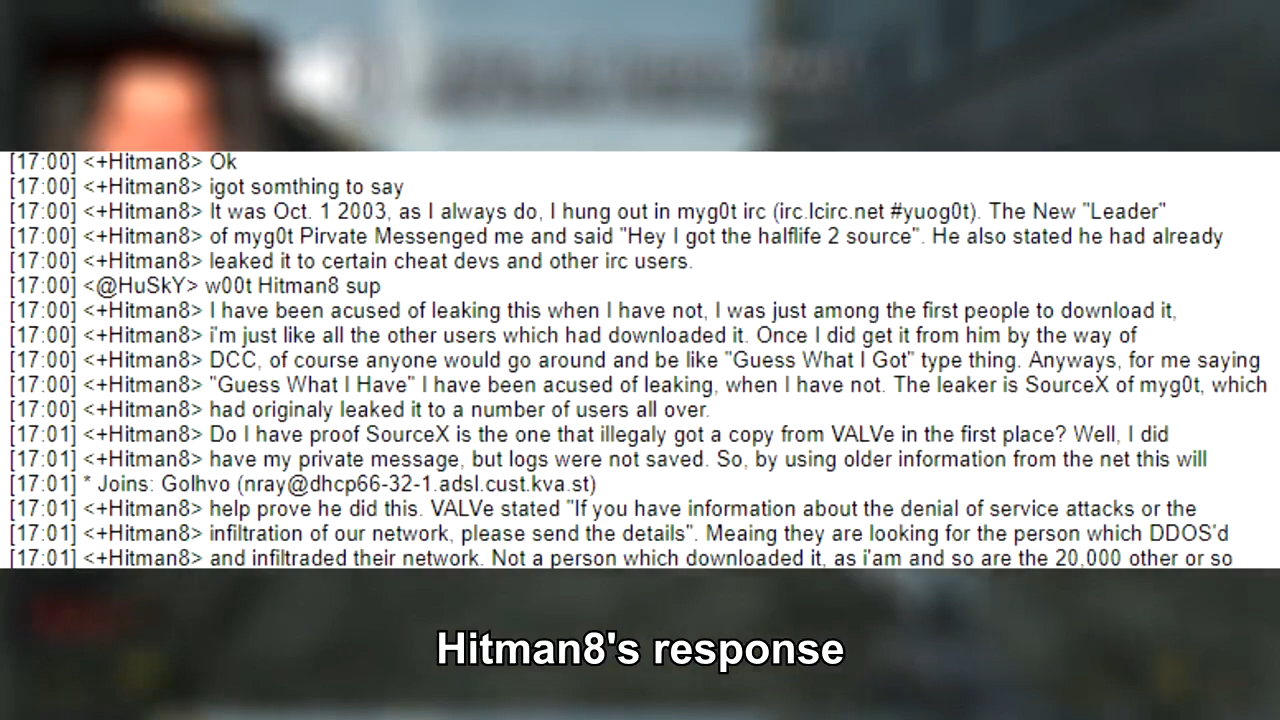 [17:00] <+Hitman8> Ok
[17:00] <+Hitman8> igot somthing to say
[17:00] <+Hitman8> It was Oct. 1 2003, as I always do, I hung out in myg0t irc (irc.lcirc.net #yuog0t). The New "Leader"
[17:00] <+Hitman8> of myg0t Pirvate Messenged me and said "Hey I got the halflife 2 source". He also stated he had already
[17:00] <+Hitman8> leaked it to certain cheat devs and other irc users.
[17:00] <@HuSkY> w00t Hitman8 sup
[17:00] <+Hitman8> I have been acused of leaking this when I have not, I was just among the first people to download it,
[17:00] <+Hitman8> i'm just like all the other users which had downloaded it. Once I did get it from him by the way of
[17:00] <+Hitman8> DCC, of course anyone would go around and be like "Guess What I Got" type thing. Anyways, for me saying
[17:00] <+Hitman8> "Guess What I Have" I have been acused of leaking, when I have not. The leaker is SourceX of myg0t, which
[17:00] <+Hitman8> had originaly leaked it to a number of users all over.
[17:01] <+Hitman8> Do I have proof SourceX is the one that illegaly got a copy from VALVe in the first place? Well, I did
[17:01] <+Hitman8> have my private message, but logs were not saved. So, by using older information from the net this will
[17:01] * Joins: Golhvo (nray@dhcp66-32-1.adsl.cust.kva.st)
[17:01] <+Hitman8> help prove he did this. VALVe stated "If you have information about the denial of service attacks or the
[17:01] <+Hitman8> infiltration of our network, please send the details". Meaing they are looking for the person which DDOS'd
[17:01] <+Hitman8> and infiltraded their network. Not a person which downloaded it, as i'am and so are the 20,000 other or so
Hitman8's response